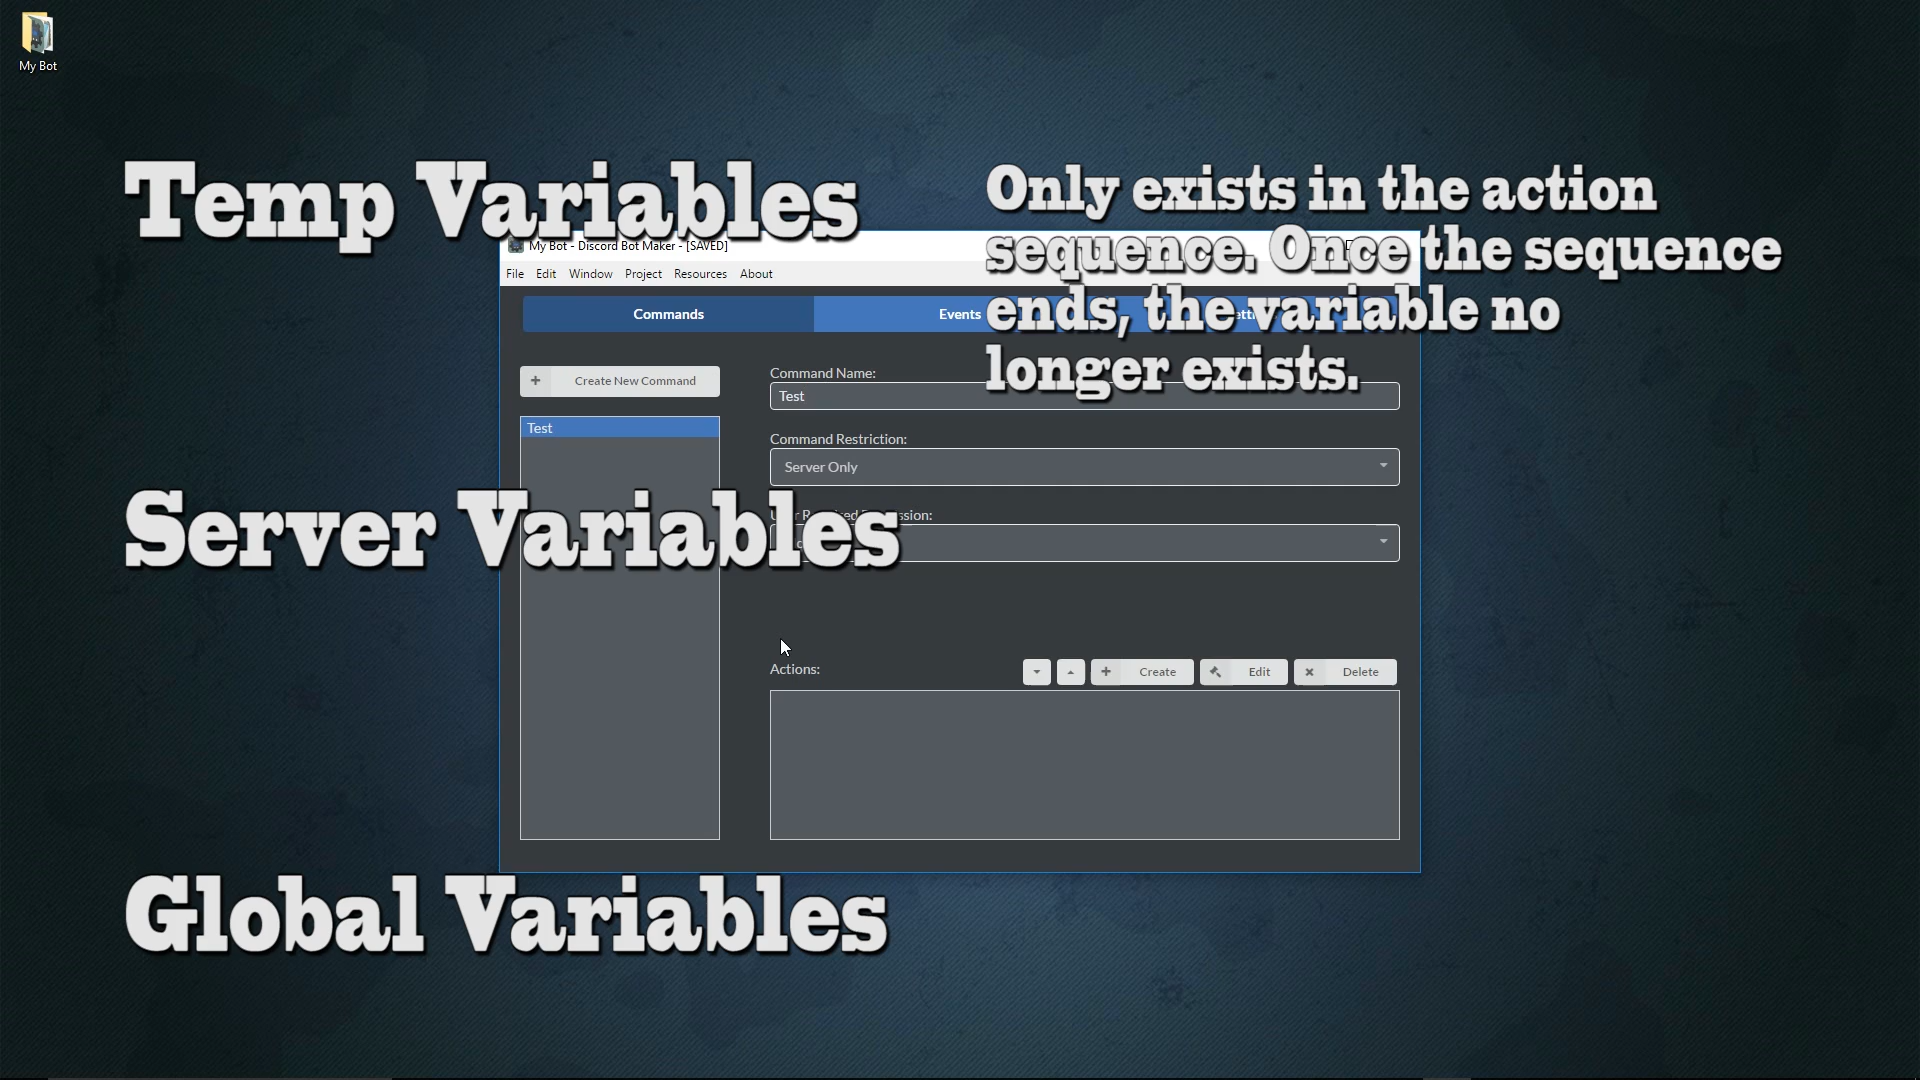 My Bot
Temp Variables
Only exists in the action
sequence. Once the sequence
ends, the variable no
longer exists.
My Bot - Discord Bot Maker - [SAVED]
File Edit Window Project Resources About
Commands
Events
Create New Command
Command Name:
Test
Test
Command Restriction:
Server Only
Server Variables
Actions:
Create
Edit
Delete
Global Variables